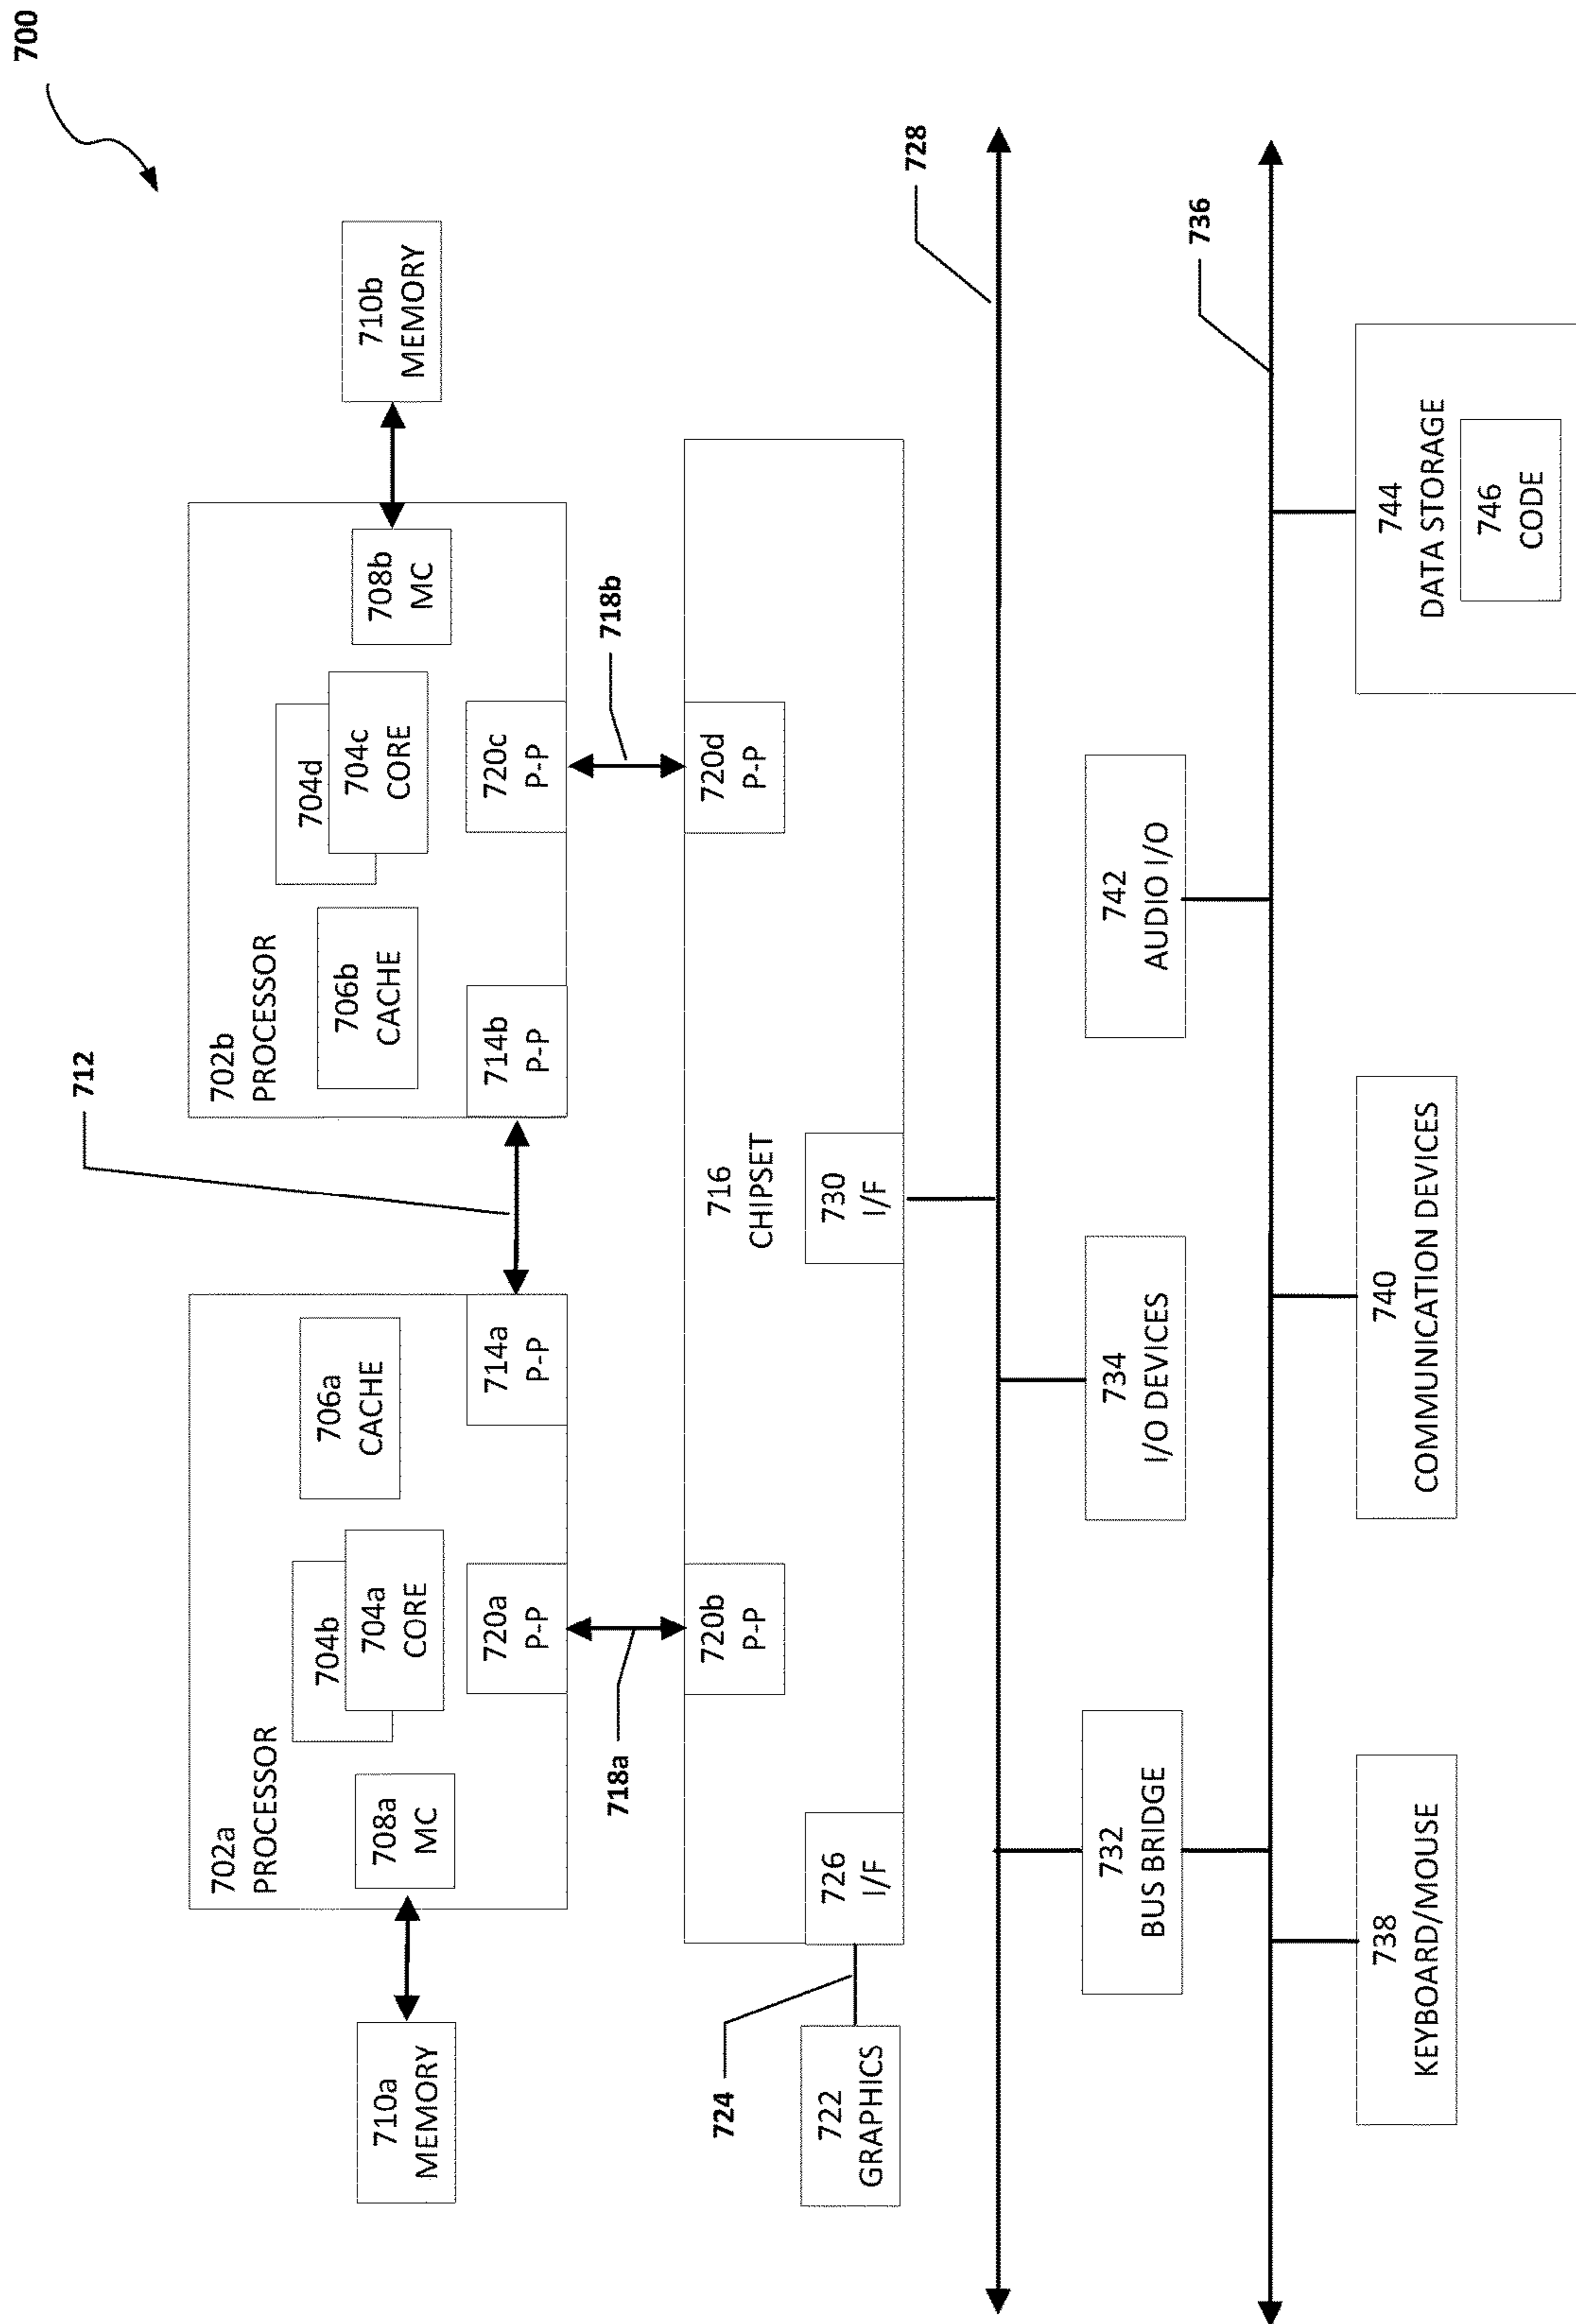 700
712
702a
PROCESSOR
708a
MC
704b
704a
CORE
706a
CACHE
720a
P-P
714a
P-P
710a
MEMORY
702b
PROCESSOR
706b
CACHE
704d
704c
CORE
708b
MC
714b
P-P
720c
P-P
710b
MEMORY
718a
718b
720b
P-P
716
CHIPSET
720d
P-P
726
I/F
730
I/F
724
722
GRAPHICS
728
732
BUS BRIDGE
734
I/O DEVICES
742
AUDIO I/O
736
738
KEYBOARD/MOUSE
740
COMMUNICATION DEVICES
744
DATA STORAGE
746
CODE